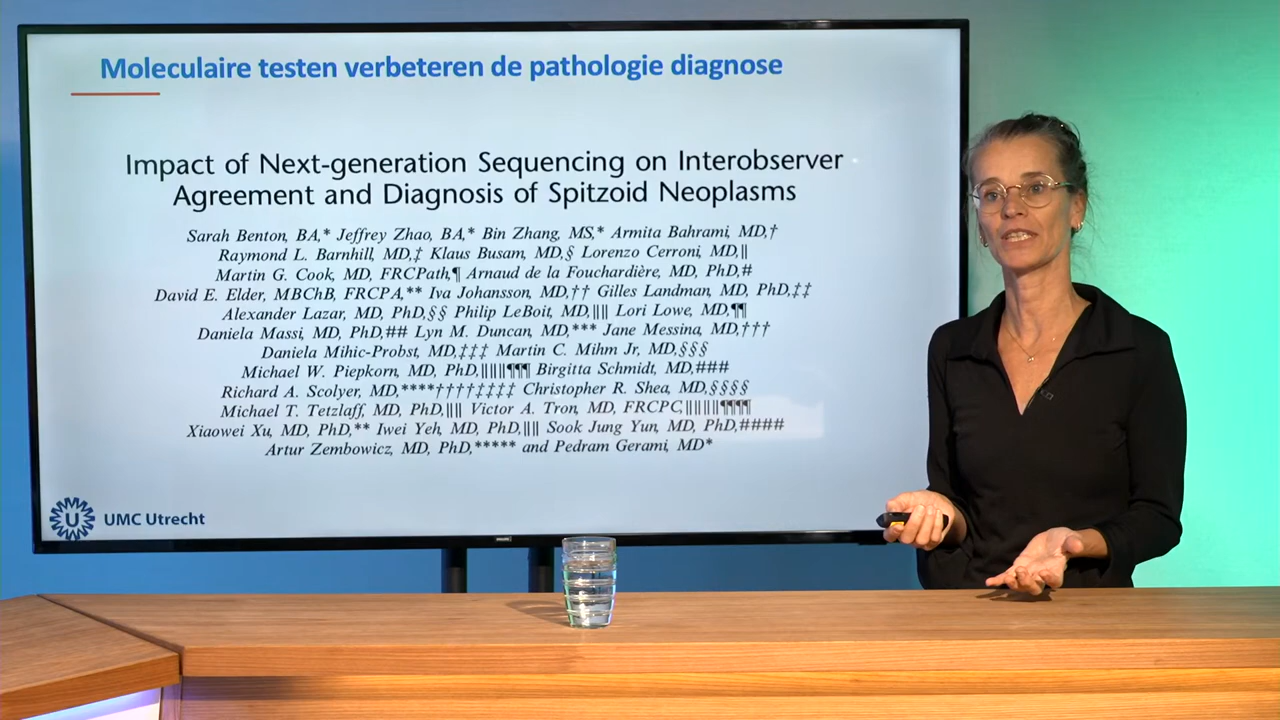 Moleculaire testen verbeteren de pathologie diagnose
Impact of Next-generation Sequencing on Interobserver
Agreement and Diagnosis of Spitzoid Neoplasms
Sarah Benton, BA,* Jeffrey Zhao, BA,* Bin Zhang, MS,* Armita Bahrami, MD,†
Raymond L. Barnhill, MD,‡ Klaus Busam, MD,§ Lorenzo Cerroni, MD,∥
Martin G. Cook, MD, FRCPath,¶ Arnaud de la Fouchardière, MD, PhD,#
David E. Elder, MBChB, FRCPA,** Iva Johansson, MD,†† Gilles Landman, MD, PhD,‡‡
Alexander Lazar, MD, PhD,§§ Philip LeBoit, MD,∥∥ Lori Lowe, MD,¶¶
Daniela Massi, MD, PhD,## Lyn M. Duncan, MD,*** Jane Messina, MD,†††
Daniela Mihic-Probst, MD,‡‡‡ Martin C. Mihm Jr, MD,§§§
Michael W. Piepkorn, MD, PhD,∥∥∥¶¶¶ Birgitta Schmidt, MD,###
Richard A. Scolyer, MD,****††††‡‡‡‡ Christopher R. Shea, MD,§§§§
Michael T. Tetzlaff, MD, PhD,∥∥ Victor A. Tron, MD, FRCPC,∥∥∥∥¶¶¶¶
Xiaowei Xu, MD, PhD,** Iwei Yeh, MD, PhD,∥∥ Sook Jung Yun, MD, PhD,####
Artur Zembowicz, MD, PhD,***** and Pedram Gerami, MD*
UMC Utrecht